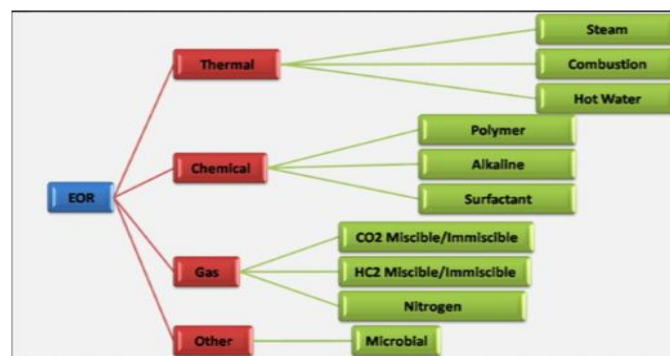 Steam
Thermal
Combustion
Hot Water
Polymer
Chemical
Alkaline
Surfactant
EOR
CO2 Miscible/Immiscible
Gas
HC2 Miscible/Immiscible
Nitrogen
Other
Microbial